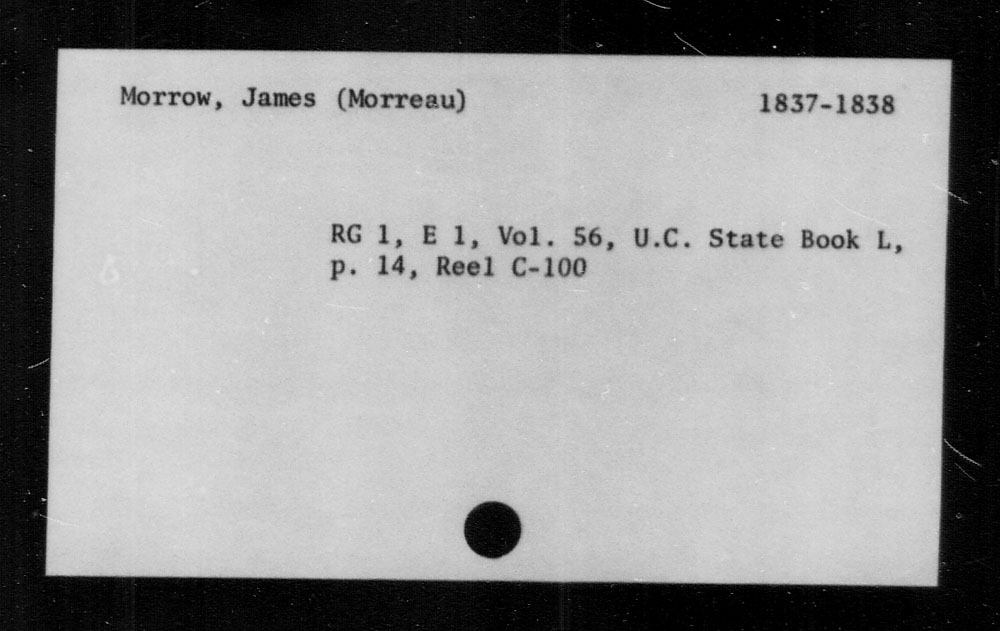 Morrow, James (Morreau) 1837-1838
RG 1, E 1, Vol. 56, U.C. State Book L,
p. 14, Reel C-100